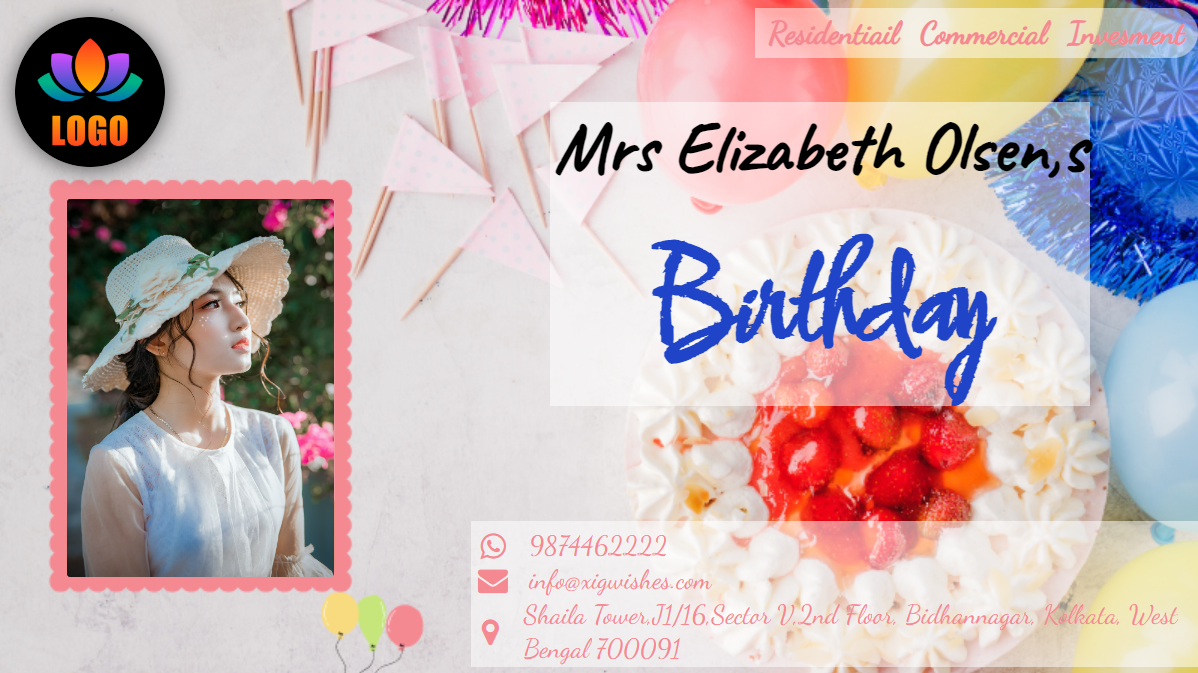 LOGO
Residentiail Commercial Invesment
Mrs Elizabeth Olsen,s
Birthday
9874462222
info@xigwishes.com
Shaila Tower,J1/16,Sector V,2nd Floor, Bidhannagar, Kolkata, West
Bengal 700091